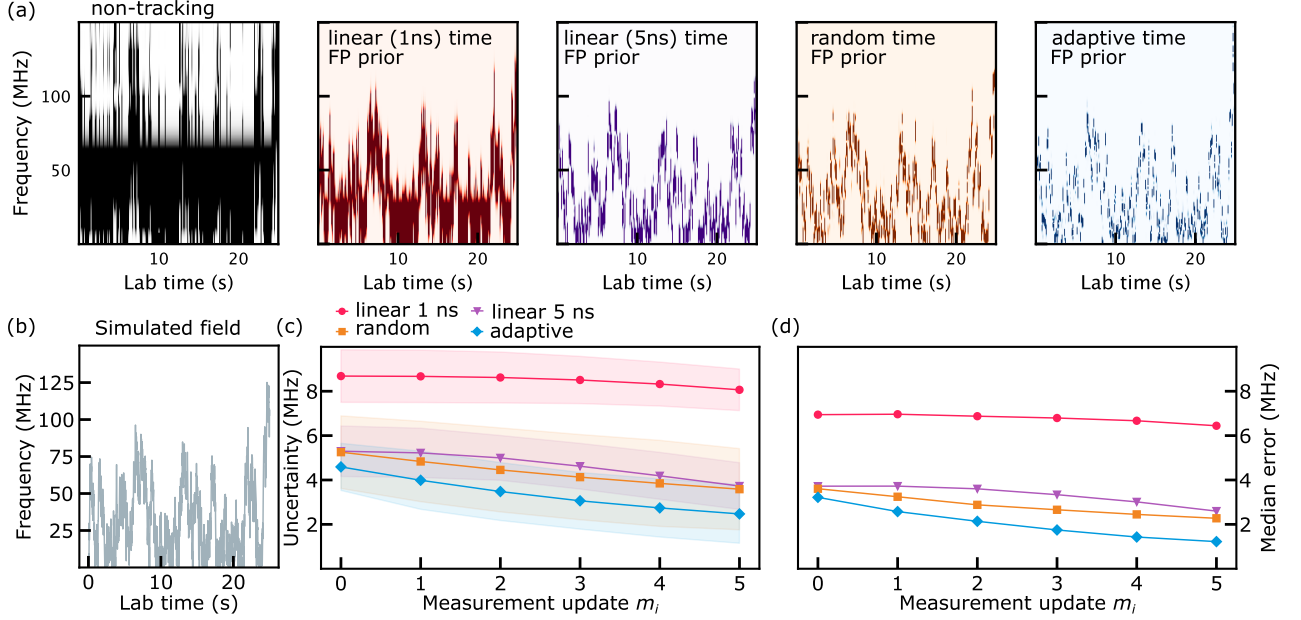 (a)
non-tracking
linear (1ns) time
FP prior
linear (5ns) time
FP prior
random time
FP prior
adaptive time
FP prior
Frequency (MHz)
100
50
10 20
Lab time (s)
10 20
Lab time (s)
10 20
Lab time (s)
10 20
Lab time (s)
10 20
Lab time (s)
(b)
Simulated field
Frequency (MHz)
125
100
75
50
25
0 10 20
Lab time (s)
(c)
linear 1 ns
linear 5 ns
random
adaptive
Uncertainty (MHz)
8
6
4
2
0 1 2 3 4 5
Measurement update mᵢ
(d)
8
6
4
2
Median error (MHz)
0 1 2 3 4 5
Measurement update mᵢ